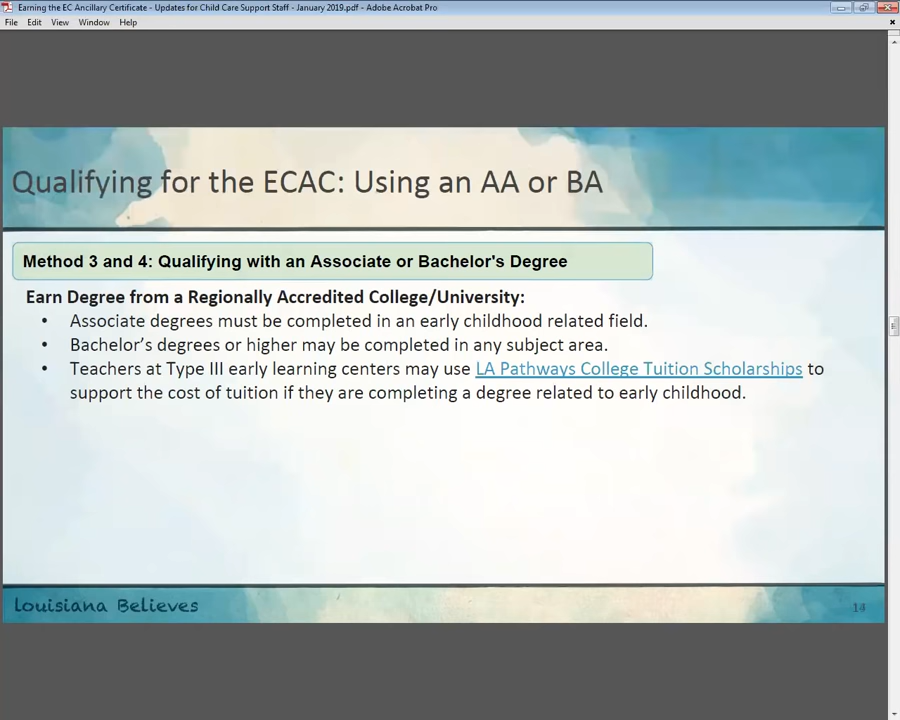 Earning the EC Ancillary Certificate - Updates for Child Care Support Staff - January 2019.pdf - Adobe Acrobat Pro
File Edit View Window Help
Qualifying for the ECAC: Using an AA or BA
Method 3 and 4: Qualifying with an Associate or Bachelor's Degree
Earn Degree from a Regionally Accredited College/University:
• Associate degrees must be completed in an early childhood related field.
• Bachelor’s degrees or higher may be completed in any subject area.
• Teachers at Type III early learning centers may use LA Pathways College Tuition Scholarships to
support the cost of tuition if they are completing a degree related to early childhood.
Louisiana Believes
14